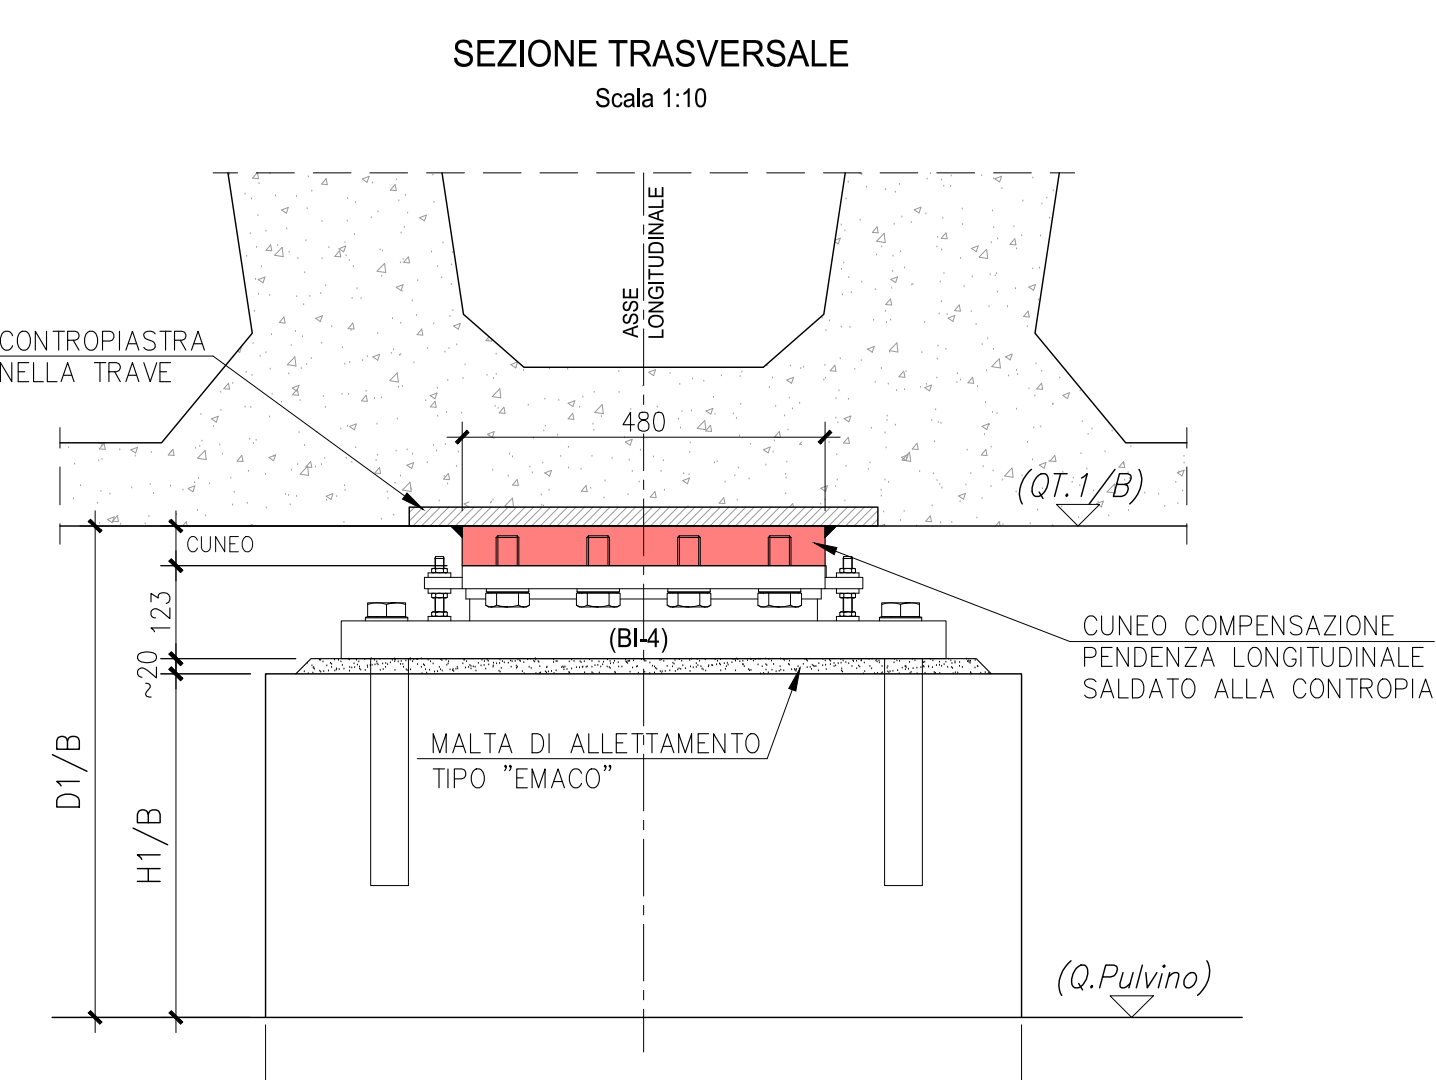 SEZIONE TRASVERSALE
Scala 1:10
ASSE
LONGITUDINALE
CONTROPIASTRA
NELLA TRAVE
480
(QT.1/B)
CUNEO
123
~20
(BI-4)
CUNEO COMPENSAZIONE
PENDENZA LONGITUDINALE
SALDATO ALLA CONTROPIA
MALTA DI ALLETTAMENTO
TIPO "EMACO"
D1/B
H1/B
(Q.Pulvino)